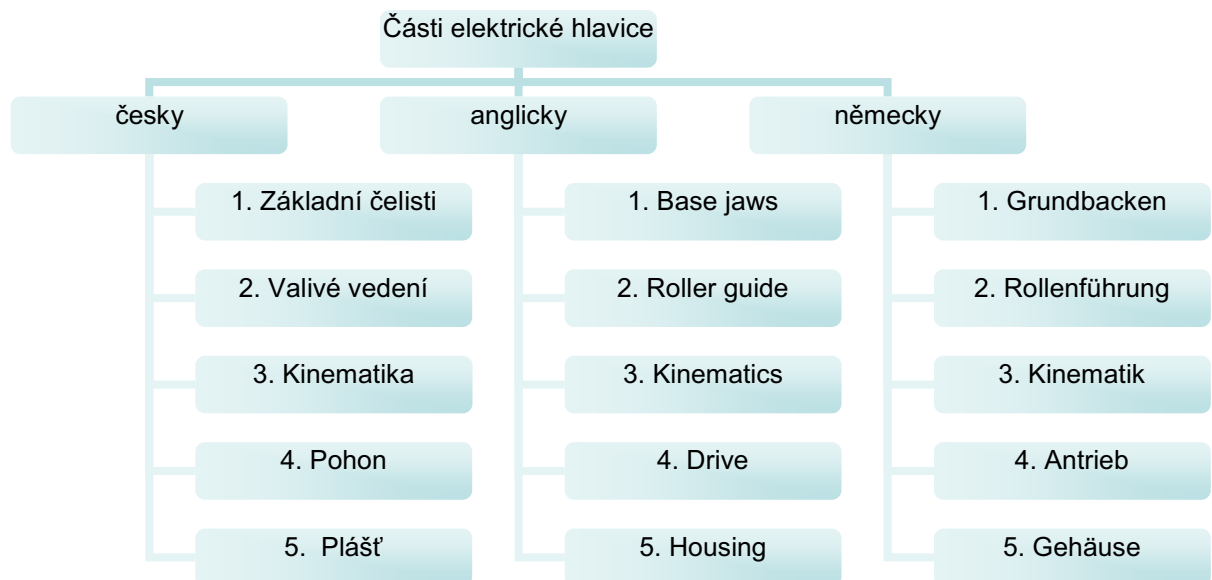 Části elektrické hlavice
česky
1. Základní čelisti
2. Valivé vedení
3. Kinematika
4. Pohon
5. Plášť
anglicky
1. Base jaws
2. Roller guide
3. Kinematics
4. Drive
5. Housing
německy
1. Grundbacken
2. Rollenführung
3. Kinematik
4. Antrieb
5. Gehäuse